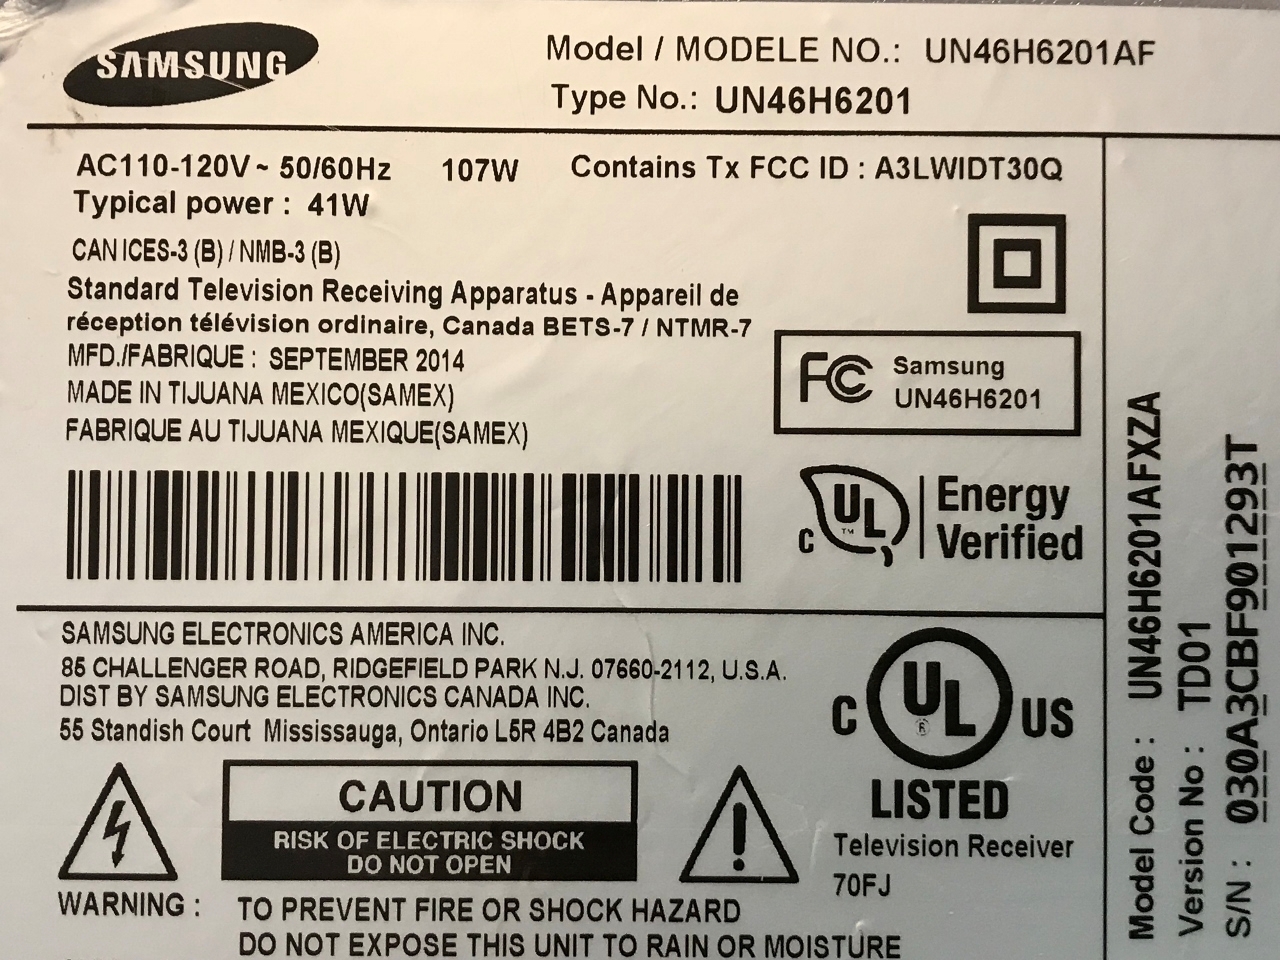 SAMSUNG
Model / MODELE NO.: UN46H6201AF
Type No.: UN46H6201
AC110-120V~ 50/60Hz 107W Contains Tx FCC ID : A3LWIDT30Q
Typical power : 41W
CAN ICES-3 (B) / NMB-3 (B)
Standard Television Receiving Apparatus - Appareil de
réception télévision ordinaire, Canada BETS-7 / NTMR-7
MFD./FABRIQUE : SEPTEMBER 2014
MADE IN TIJUANA MEXICO(SAMEX)
FABRIQUE AU TIJUANA MEXIQUE(SAMEX)
FC Samsung
UN46H6201
C UL ™ Energy
Verified
SAMSUNG ELECTRONICS AMERICA INC.
85 CHALLENGER ROAD, RIDGEFIELD PARK N.J. 07660-2112, U.S.A.
DIST BY SAMSUNG ELECTRONICS CANADA INC.
55 Standish Court Mississauga, Ontario L5R 4B2 Canada
C UL ® US
LISTED
Television Receiver
70FJ
CAUTION
RISK OF ELECTRIC SHOCK
DO NOT OPEN
WARNING : TO PREVENT FIRE OR SHOCK HAZARD
DO NOT EXPOSE THIS UNIT TO RAIN OR MOISTURE
Model Code : UN46H6201AFXZA
Version No : TD01
S/N : 030A3CBF901293T